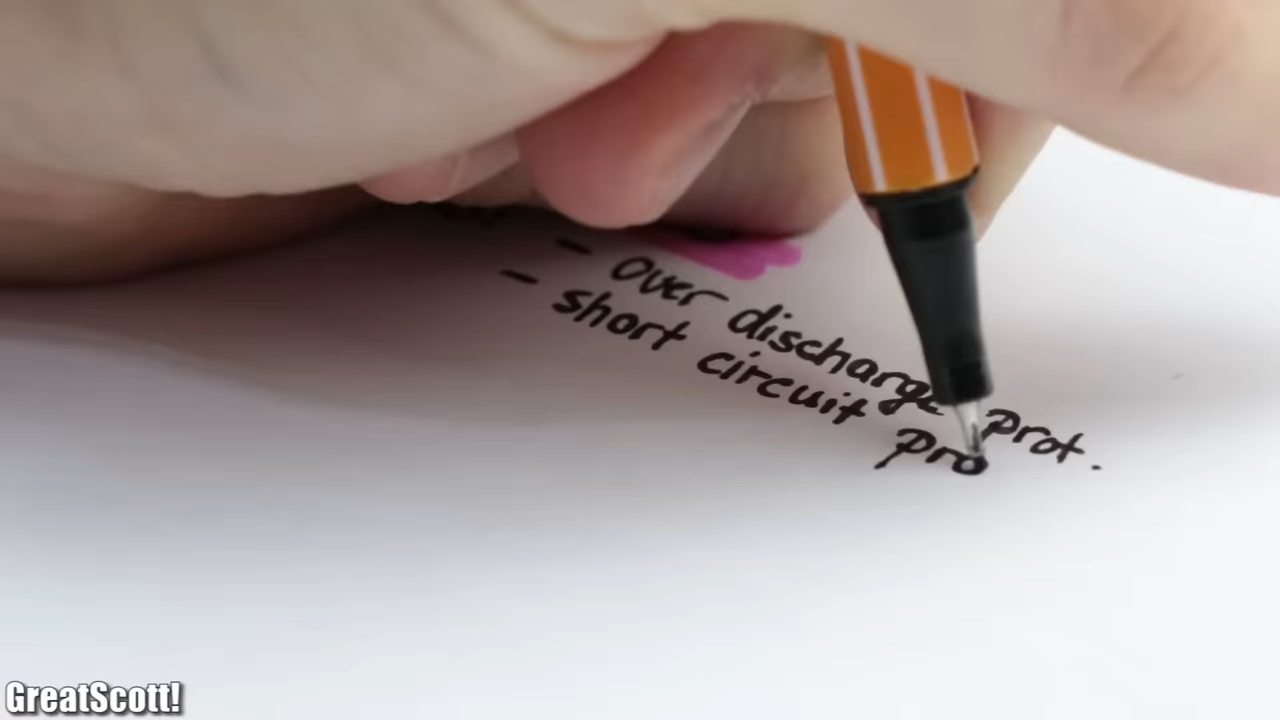 - Over discharge prot.
- short circuit pro
GreatScott!